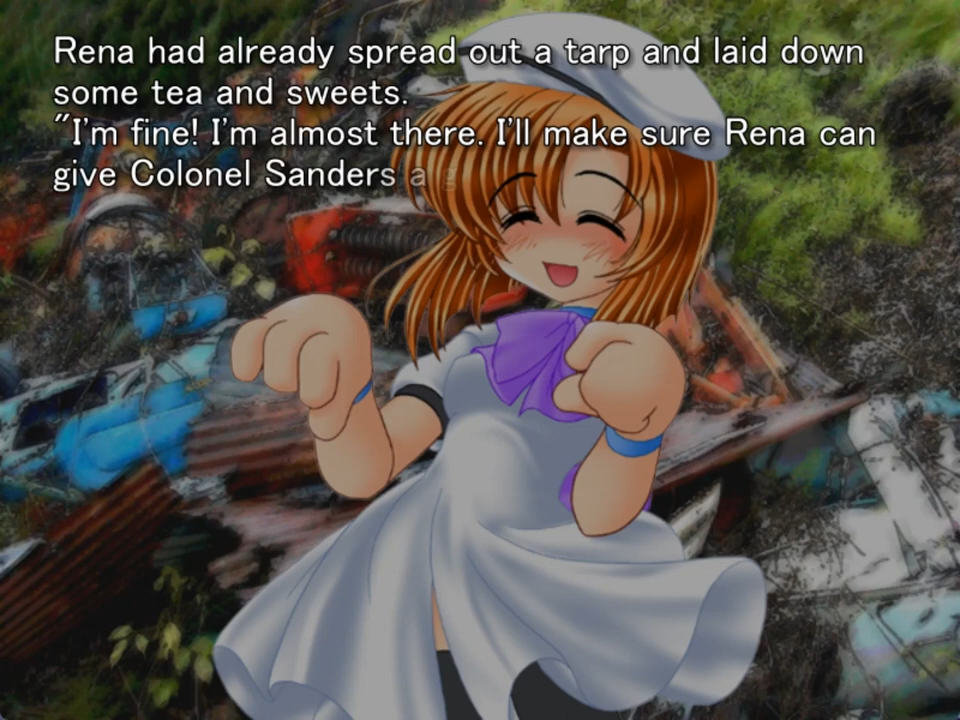 Rena had already spread out a tarp and laid down
some tea and sweets.
"I'm fine! I'm almost there. I'll make sure Rena can
give Colonel Sanders a